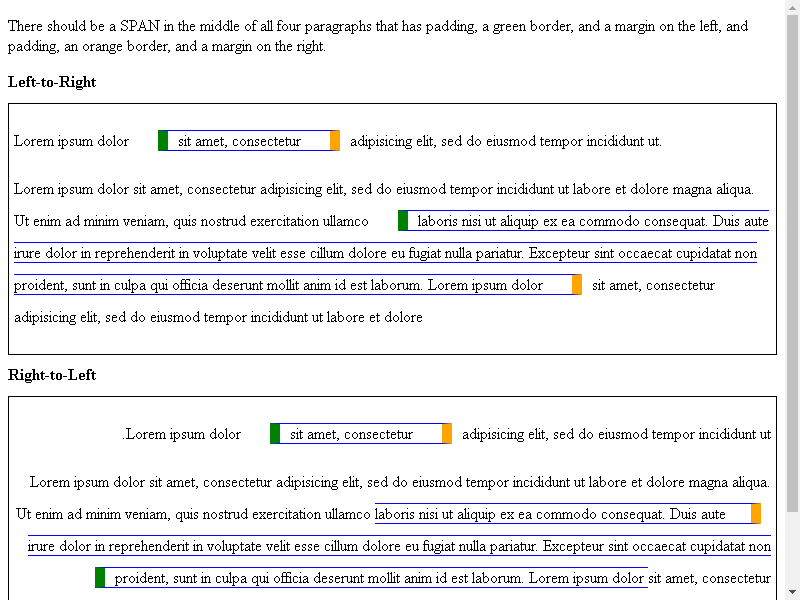 There should be a SPAN in the middle of all four paragraphs that has padding, a green border, and a margin on the left, and
padding, an orange border, and a margin on the right.
Left-to-Right
Lorem ipsum dolor sit amet, consectetur adipisicing elit, sed do eiusmod tempor incididunt ut.
Lorem ipsum dolor sit amet, consectetur adipisicing elit, sed do eiusmod tempor incididunt ut labore et dolore magna aliqua.
Ut enim ad minim veniam, quis nostrud exercitation ullamco laboris nisi ut aliquip ex ea commodo consequat. Duis aute
irure dolor in reprehenderit in voluptate velit esse cillum dolore eu fugiat nulla pariatur. Excepteur sint occaecat cupidatat non
proident, sunt in culpa qui officia deserunt mollit anim id est laborum. Lorem ipsum dolor sit amet, consectetur
adipisicing elit, sed do eiusmod tempor incididunt ut labore et dolore
Right-to-Left
.Lorem ipsum dolor sit amet, consectetur adipisicing elit, sed do eiusmod tempor incididunt ut
Lorem ipsum dolor sit amet, consectetur adipisicing elit, sed do eiusmod tempor incididunt ut labore et dolore magna aliqua.
Ut enim ad minim veniam, quis nostrud exercitation ullamco laboris nisi ut aliquip ex ea commodo consequat. Duis aute
irure dolor in reprehenderit in voluptate velit esse cillum dolore eu fugiat nulla pariatur. Excepteur sint occaecat cupidatat non
proident, sunt in culpa qui officia deserunt mollit anim id est laborum. Lorem ipsum dolor sit amet, consectetur